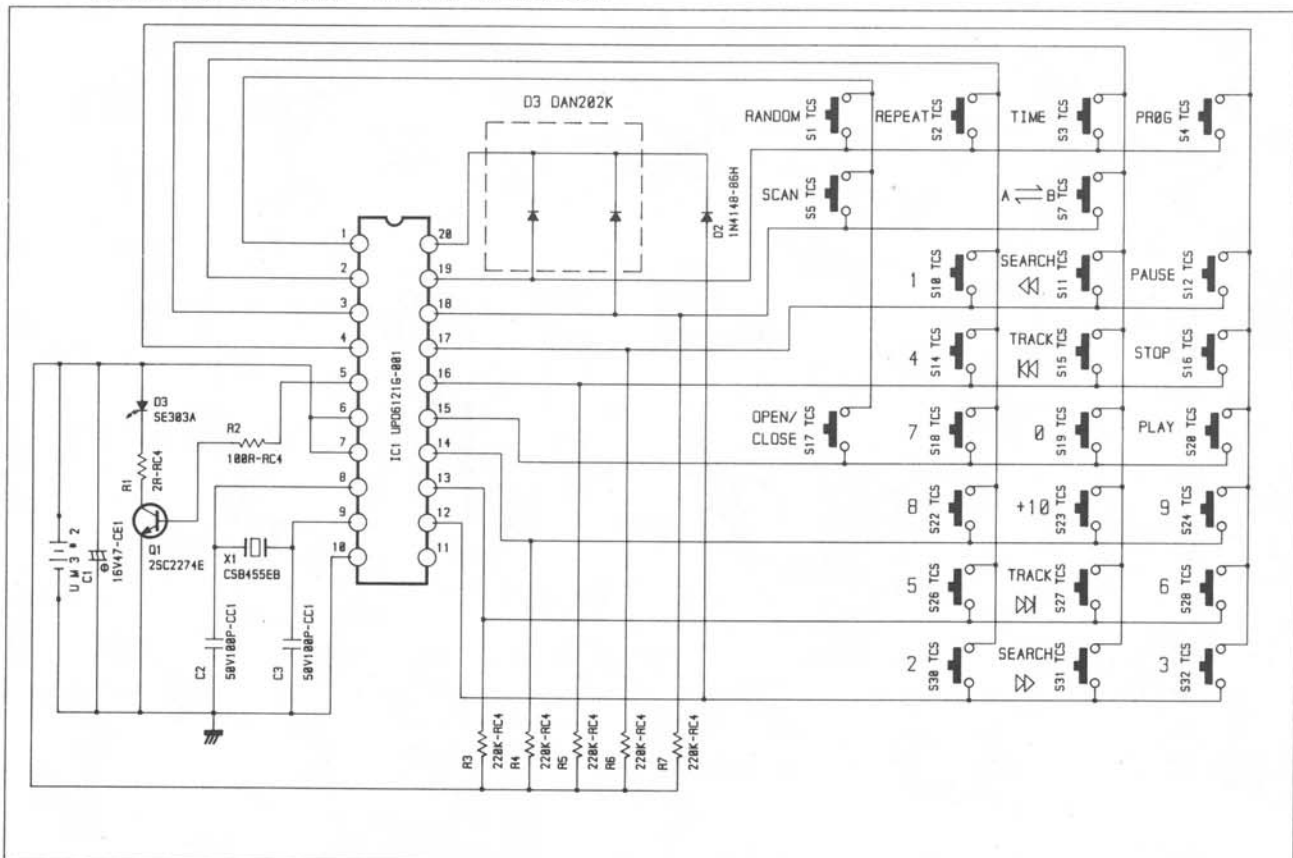 D3 DAN202K
RANDOM
S1 TCS
REPEAT
S2 TCS
TIME
S3 TCS
PR0G
S4 TCS
SCAN
S5 TCS
A ⇌ B
S7 TCS
D2
1N4148-86H
1
2
3
4
5
6
7
8
9
10
20
19
18
17
16
15
14
13
12
11
IC1 UPD6121G-001
1
S10 TCS
SEARCH
S11 TCS
PAUSE
S12 TCS
4
S14 TCS
TRACK
S15 TCS
STOP
S16 TCS
OPEN/
CLOSE
S17 TCS
7
S18 TCS
0
S19 TCS
PLAY
S20 TCS
8
S22 TCS
+10
S23 TCS
9
S24 TCS
5
S26 TCS
TRACK
S27 TCS
6
S28 TCS
2
S30 TCS
SEARCH
S31 TCS
3
S32 TCS
D3
SE303A
R2
100R-RC4
R1
2R-RC4
Q1
2SC2274E
X1
CSB455EB
UM3*2
C1
16V47-CE1
C2
50V100P-CC1
C3
50V100P-CC1
R3
220K-RC4
R4
220K-RC4
R5
220K-RC4
R6
220K-RC4
R7
220K-RC4